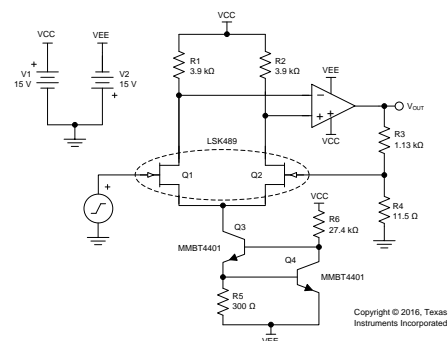 VCC
VCC
VEE
V1
15 V
V2
15 V
R1
3.9 kΩ
R2
3.9 kΩ
VEE
VCC
VOUT
LSK489
Q1
Q2
R3
1.13 kΩ
R4
11.5 Ω
VCC
R6
27.4 kΩ
Q3
MMBT4401
Q4
MMBT4401
R5
300 Ω
VEE
Copyright © 2016, Texas
Instruments Incorporated